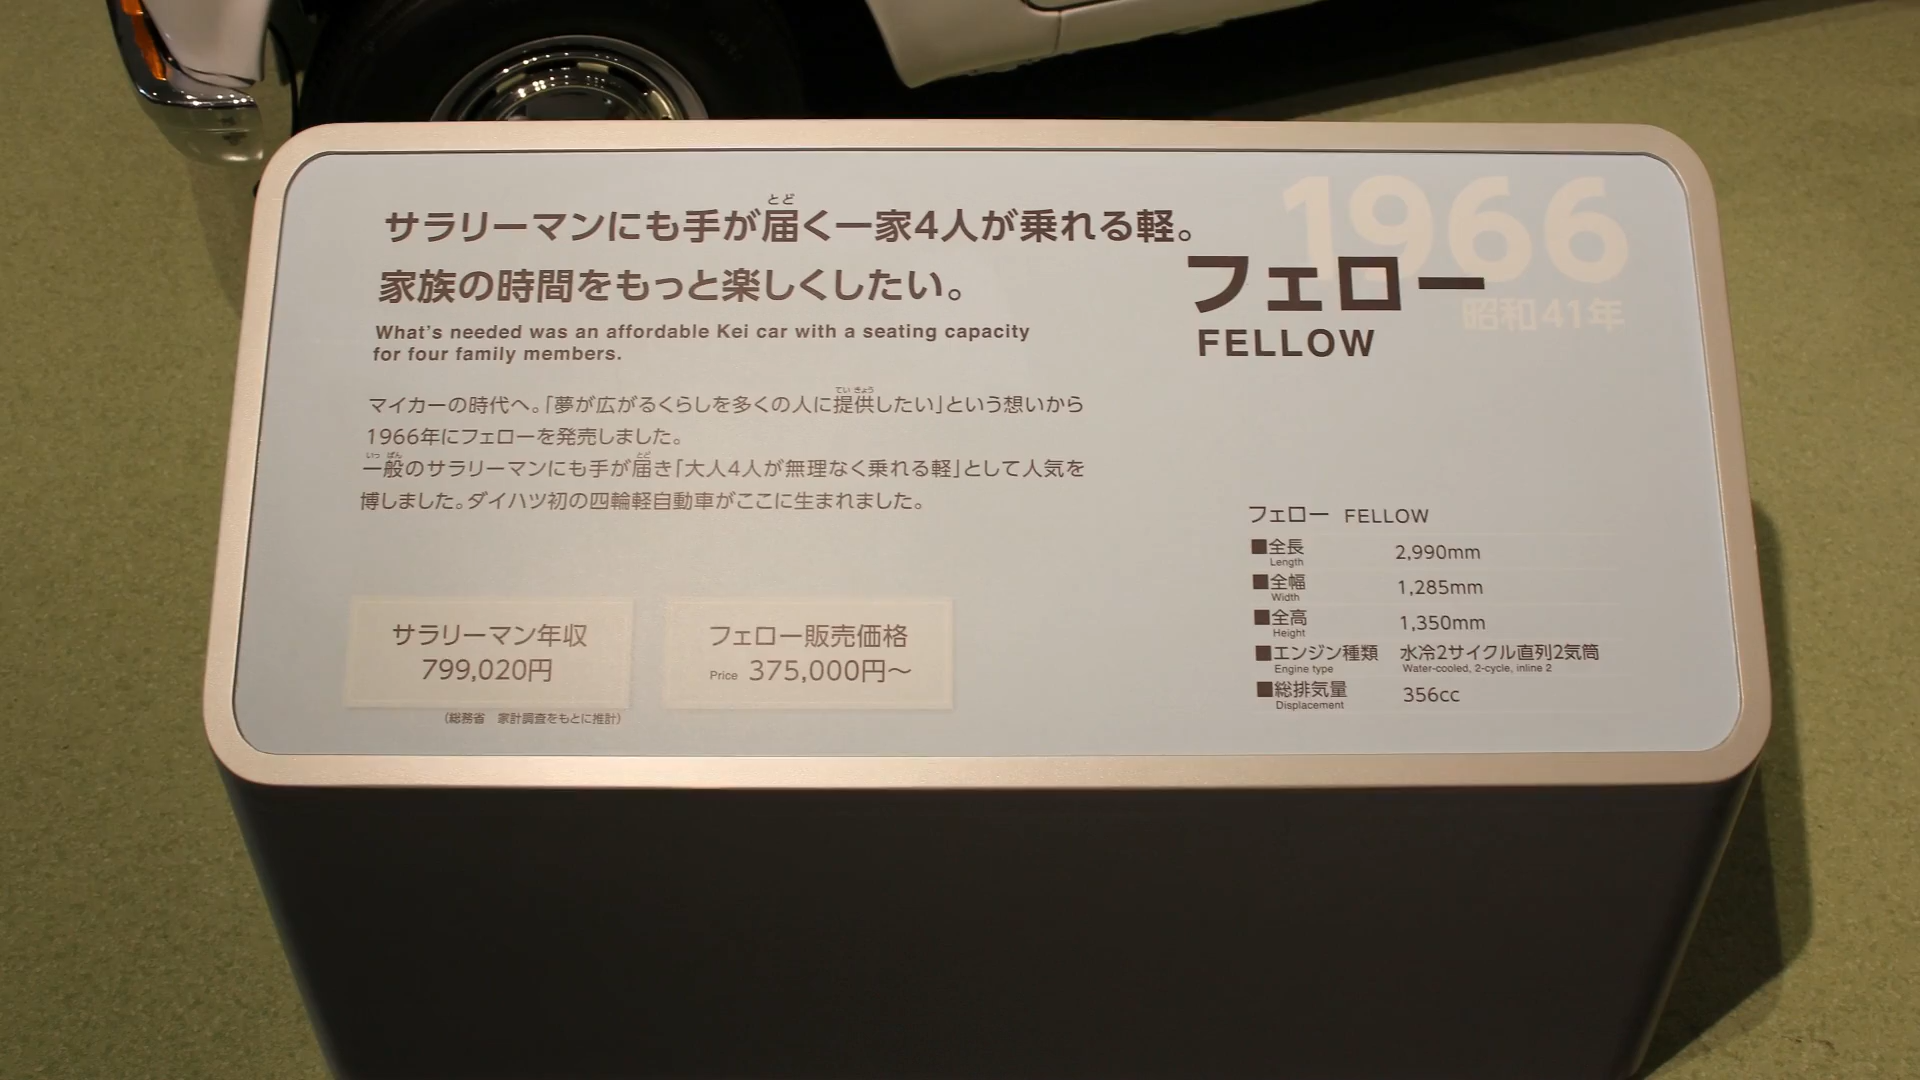 サラリーマンにも手が届く一家4人が乗れる軽。
とど
家族の時間をもっと楽しくしたい。
What's needed was an affordable Kei car with a seating capacity
for four family members.
1966
昭和41年
フェロー
FELLOW
マイカーの時代へ。「夢が広がるくらしを多くの人に提供したい」という想いから
てい きょう
1966年にフェローを発売しました。
一般のサラリーマンにも手が届き「大人4人が無理なく乗れる軽」として人気を
いっ ぱん とど
博しました。ダイハツ初の四輪軽自動車がここに生まれました。
サラリーマン年収
799,020円
(総務省 家計調査をもとに推計)
フェロー販売価格
Price 375,000円〜
フェロー FELLOW
■全長 2,990mm
Length
■全幅 1,285mm
Width
■全高 1,350mm
Height
■エンジン種類 水冷2サイクル直列2気筒
Engine type Water-cooled, 2-cycle, inline 2
■総排気量 356cc
Displacement